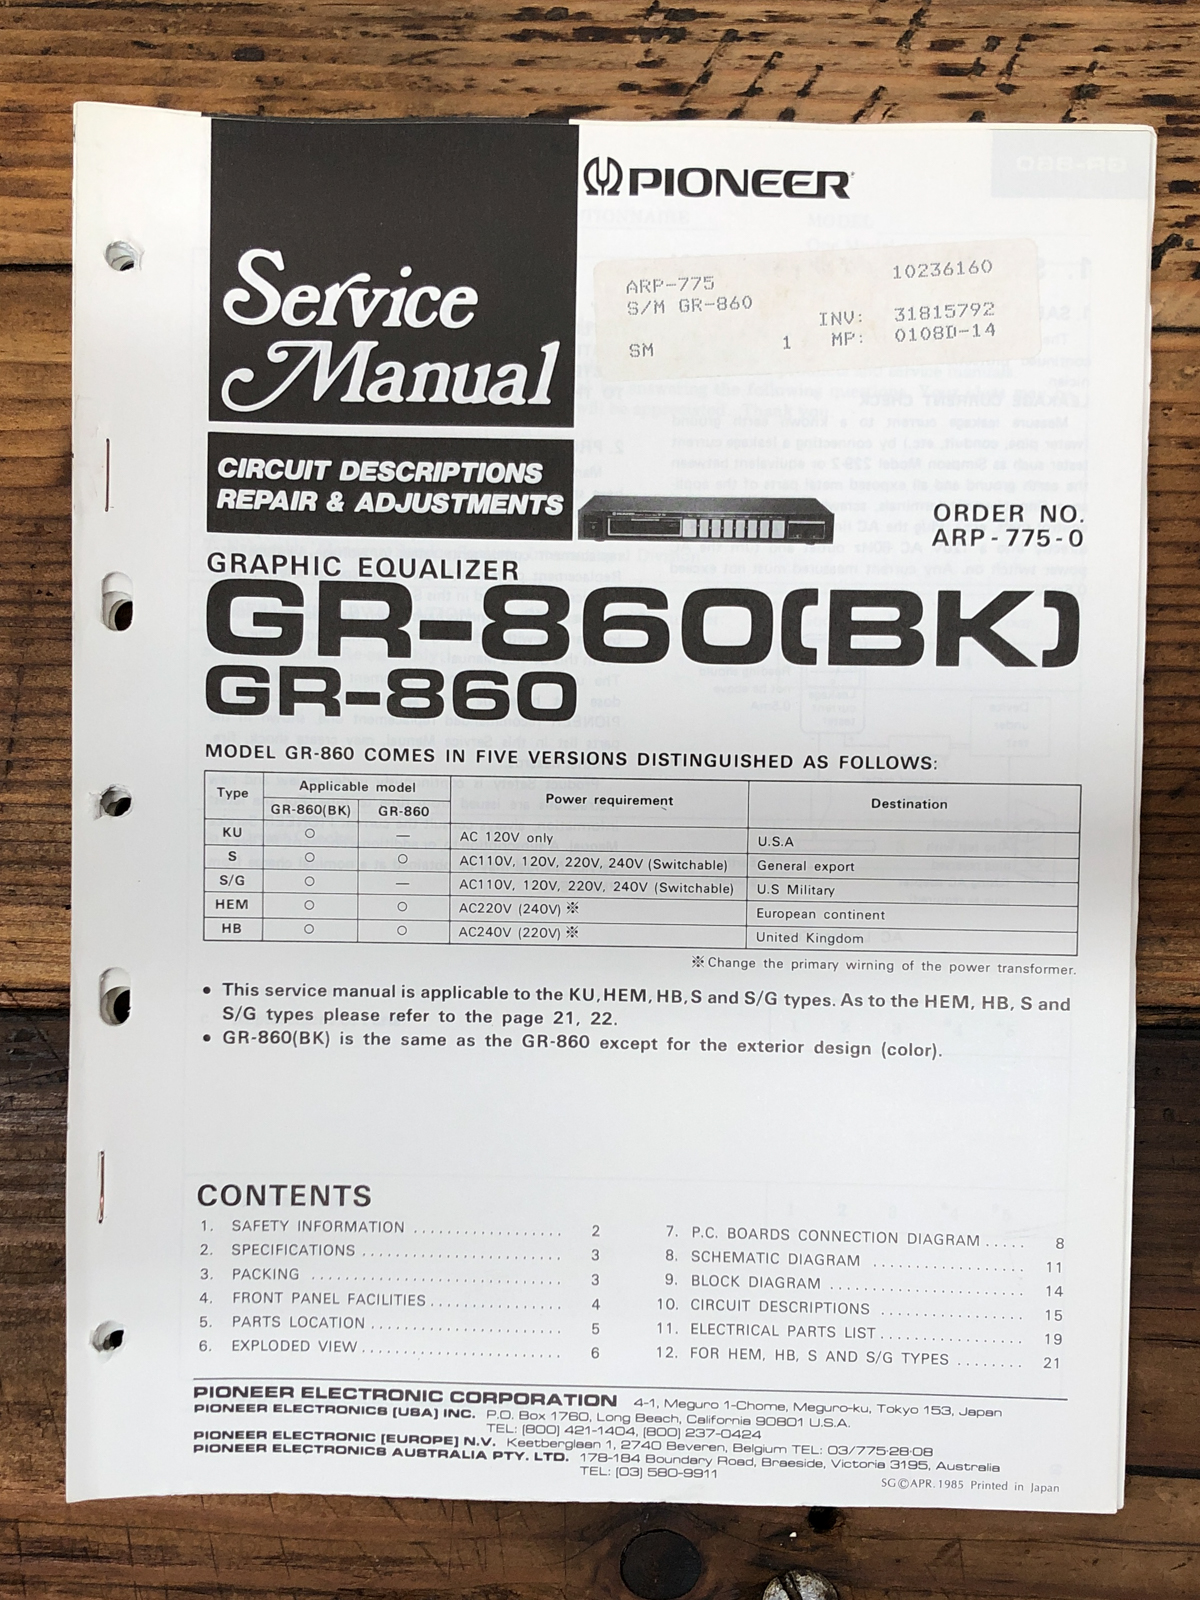 PIONEER
Service
Manual
ARP-775 10236160
S/M GR-860
INV: 31815792
SM 1 MP: 0108D-14
CIRCUIT DESCRIPTIONS
REPAIR & ADJUSTMENTS
ORDER NO.
ARP-775-0
GRAPHIC EQUALIZER
GR-860(BK)
GR-860
MODEL GR-860 COMES IN FIVE VERSIONS DISTINGUISHED AS FOLLOWS:
Type Applicable model Power requirement Destination
GR-860(BK) GR-860
KU ○ — AC 120V only U.S.A
S ○ ○ AC110V, 120V, 220V, 240V (Switchable) General export
S/G ○ — AC110V, 120V, 220V, 240V (Switchable) U.S Military
HEM ○ ○ AC220V (240V) ※ European continent
HB ○ ○ AC240V (220V) ※ United Kingdom
※ Change the primary wirning of the power transformer.
• This service manual is applicable to the KU, HEM, HB, S and S/G types. As to the HEM, HB, S and
S/G types please refer to the page 21, 22.
• GR-860(BK) is the same as the GR-860 except for the exterior design (color).
CONTENTS
1. SAFETY INFORMATION .................. 2
2. SPECIFICATIONS ........................ 3
3. PACKING .............................. 3
4. FRONT PANEL FACILITIES ................ 4
5. PARTS LOCATION ....................... 5
6. EXPLODED VIEW ........................ 6
7. P.C. BOARDS CONNECTION DIAGRAM ..... 8
8. SCHEMATIC DIAGRAM .................. 11
9. BLOCK DIAGRAM ....................... 14
10. CIRCUIT DESCRIPTIONS ................. 15
11. ELECTRICAL PARTS LIST ................. 19
12. FOR HEM, HB, S AND S/G TYPES ........ 21
PIONEER ELECTRONIC CORPORATION 4-1, Meguro 1-Chome, Meguro-ku, Tokyo 153, Japan
PIONEER ELECTRONICS [USA] INC. P.O. Box 1760, Long Beach, California 90801 U.S.A.
TEL: [800] 421-1404, [800] 237-0424
PIONEER ELECTRONIC [EUROPE] N.V. Keetberglaan 1, 2740 Beveren, Belgium TEL: 03/775·28·08
PIONEER ELECTRONICS AUSTRALIA PTY. LTD. 178-184 Boundary Road, Braeside, Victoria 3195, Australia
TEL: [03] 580-9911
SG © APR. 1985 Printed in Japan